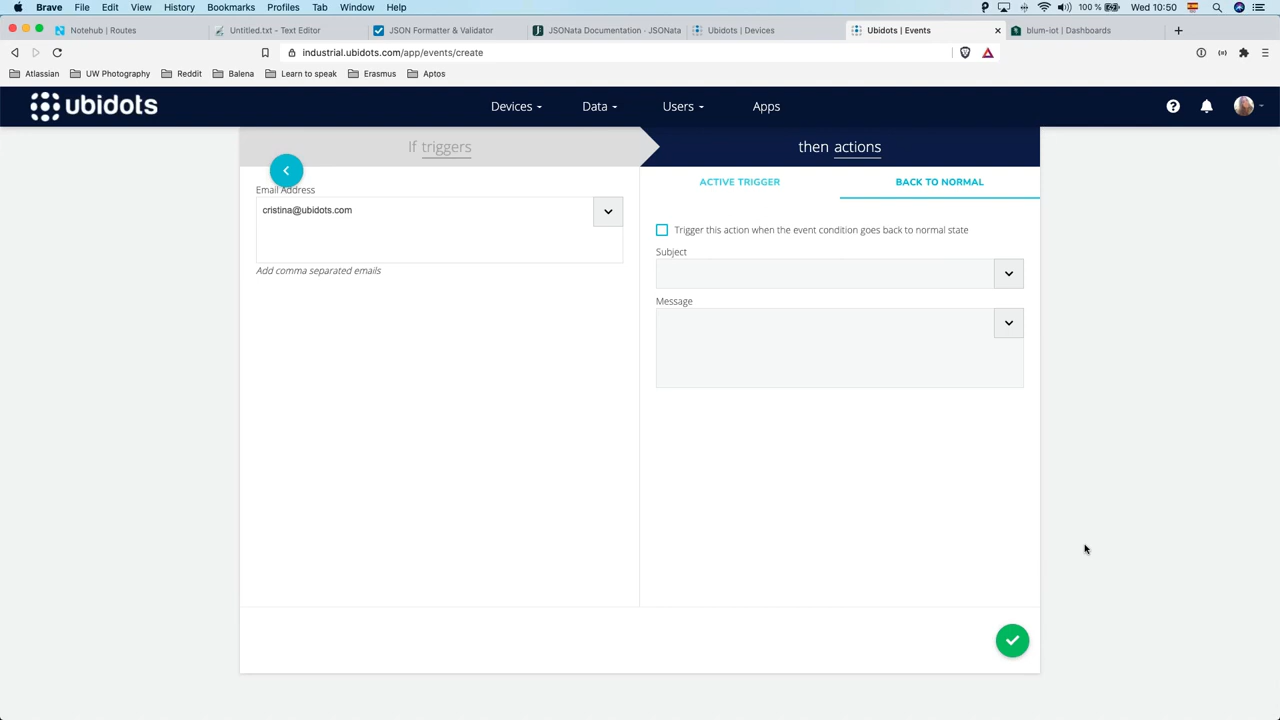 Brave File Edit View History Bookmarks Profiles Tab Window Help 100 % Wed 10:50
Notehub | Routes Untitled.txt - Text Editor JSON Formatter & Validator JSONata Documentation · JSONata Ubidots | Devices Ubidots | Events blum-iot | Dashboards
industrial.ubidots.com/app/events/create
Atlassian UW Photography Reddit Balena Learn to speak Erasmus Aptos
ubidots Devices Data Users Apps
If triggers then actions
ACTIVE TRIGGER BACK TO NORMAL
Email Address
cristina@ubidots.com
Add comma separated emails
Trigger this action when the event condition goes back to normal state
Subject
Message